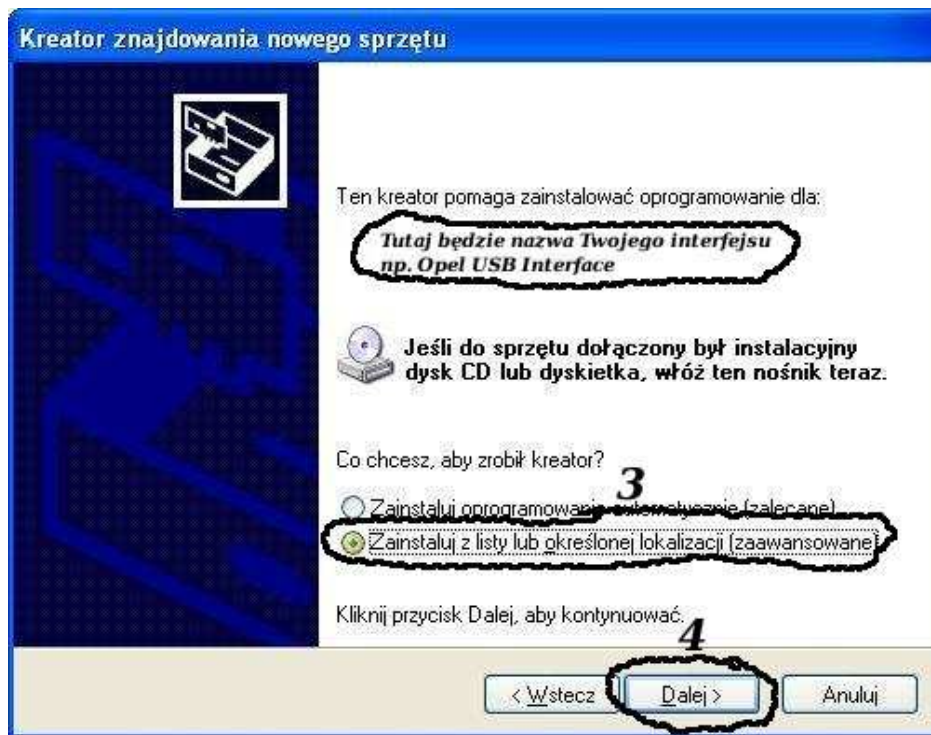 Kreator znajdowania nowego sprzętu
Ten kreator pomaga zainstalować oprogramowanie dla:
Tutaj będzie nazwa Twojego interfejsu
np. Opel USB Interface
Jeśli do sprzętu dołączony był instalacyjny
dysk CD lub dyskietka, włóż ten nośnik teraz.
Co chcesz, aby zrobił kreator?
3
Zainstaluj oprogramowanie automatycznie (zalecane)
Zainstaluj z listy lub określonej lokalizacji (zaawansowane
Kliknij przycisk Dalej, aby kontynuować.
4
< Wstecz Dalej > Anuluj